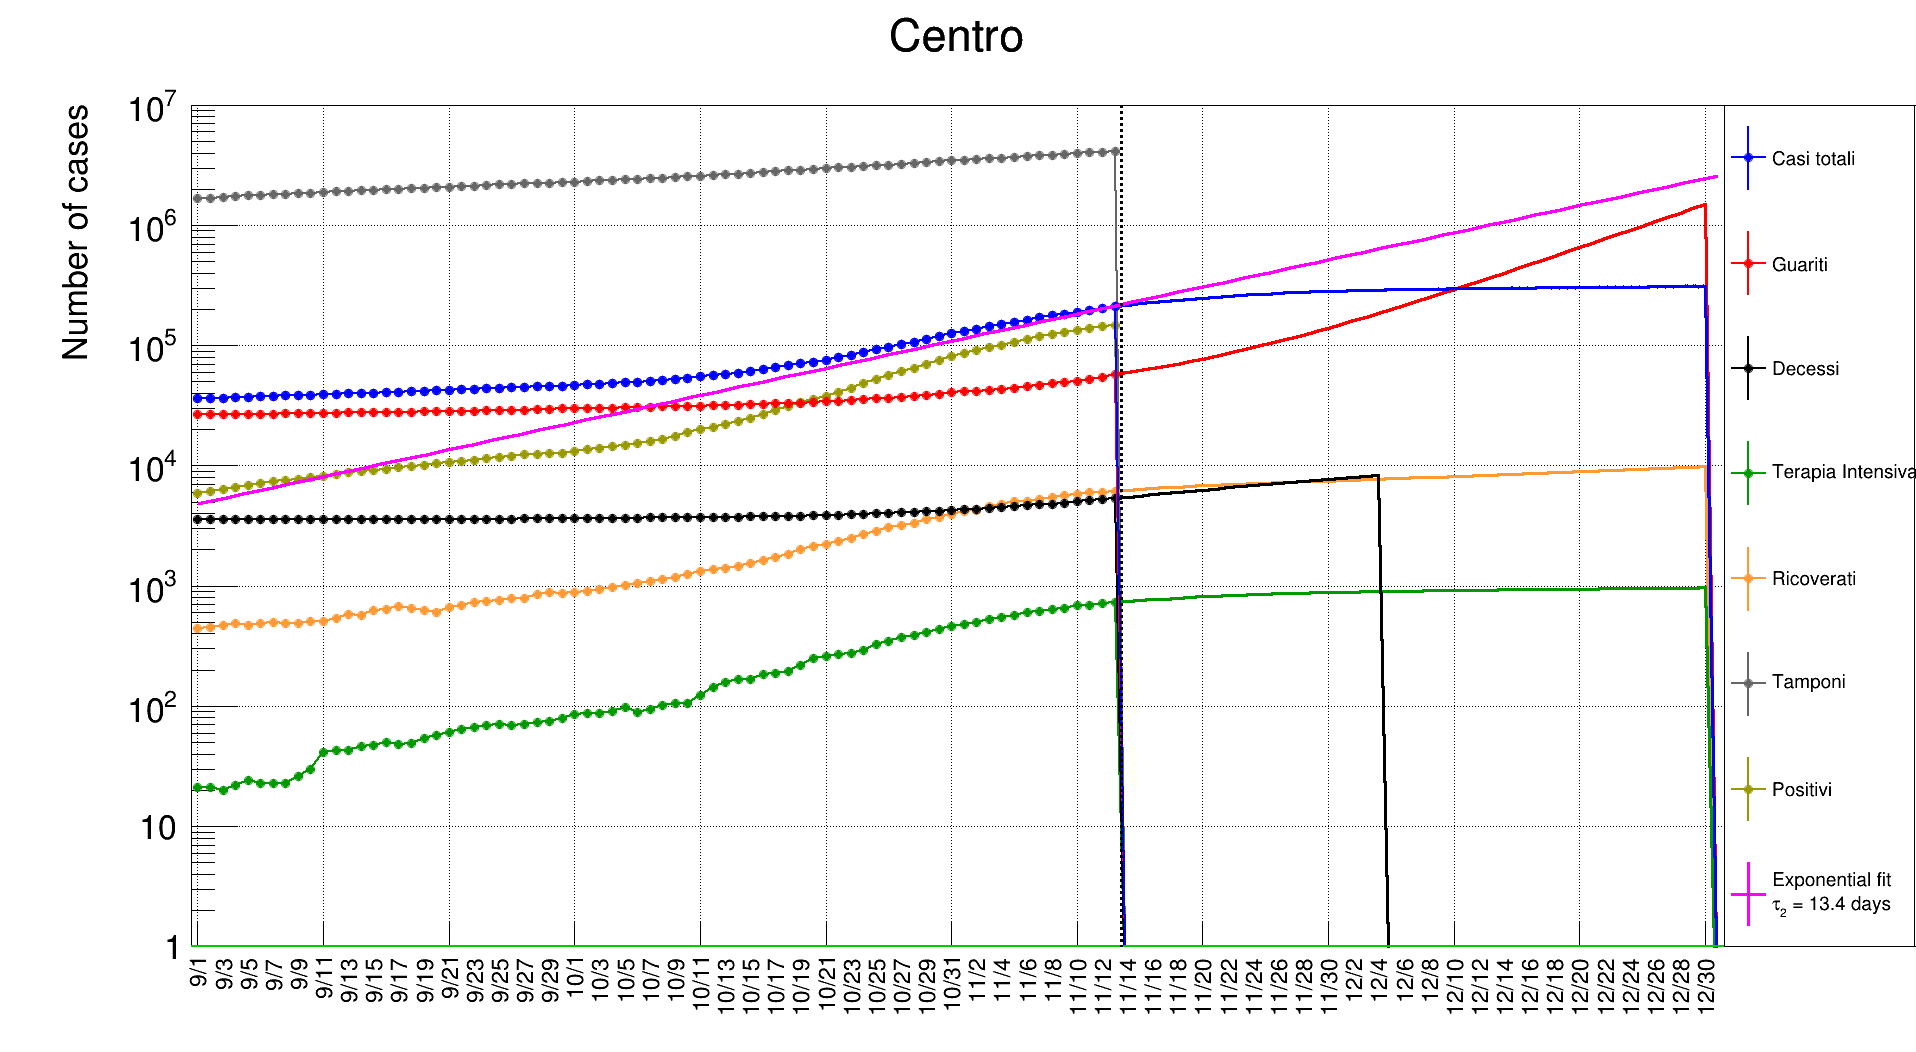 Centro
Number of cases
10^7
10^6
10^5
10^4
10^3
10^2
10
1
9/1 9/3 9/5 9/7 9/9 9/11 9/13 9/15 9/17 9/19 9/21 9/23 9/25 9/27 9/29 10/1 10/3 10/5 10/7 10/9 10/11 10/13 10/15 10/17 10/19 10/21 10/23 10/25 10/27 10/29 10/31 11/2 11/4 11/6 11/8 11/10 11/12 11/14 11/16 11/18 11/20 11/22 11/24 11/26 11/28 11/30 12/2 12/4 12/6 12/8 12/10 12/12 12/14 12/16 12/18 12/20 12/22 12/24 12/26 12/28 12/30
Casi totali
Guariti
Decessi
Terapia Intensiva
Ricoverati
Tamponi
Positivi
Exponential fit
τ_2 = 13.4 days